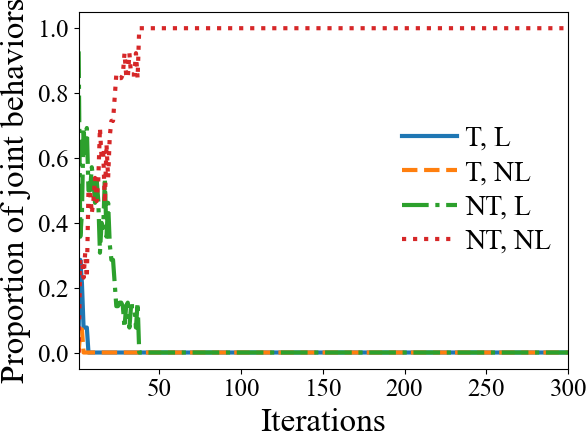 Proportion of joint behaviors
1.0
0.8
0.6
0.4
0.2
0.0
T, L
T, NL
NT, L
NT, NL
50 100 150 200 250 300
Iterations